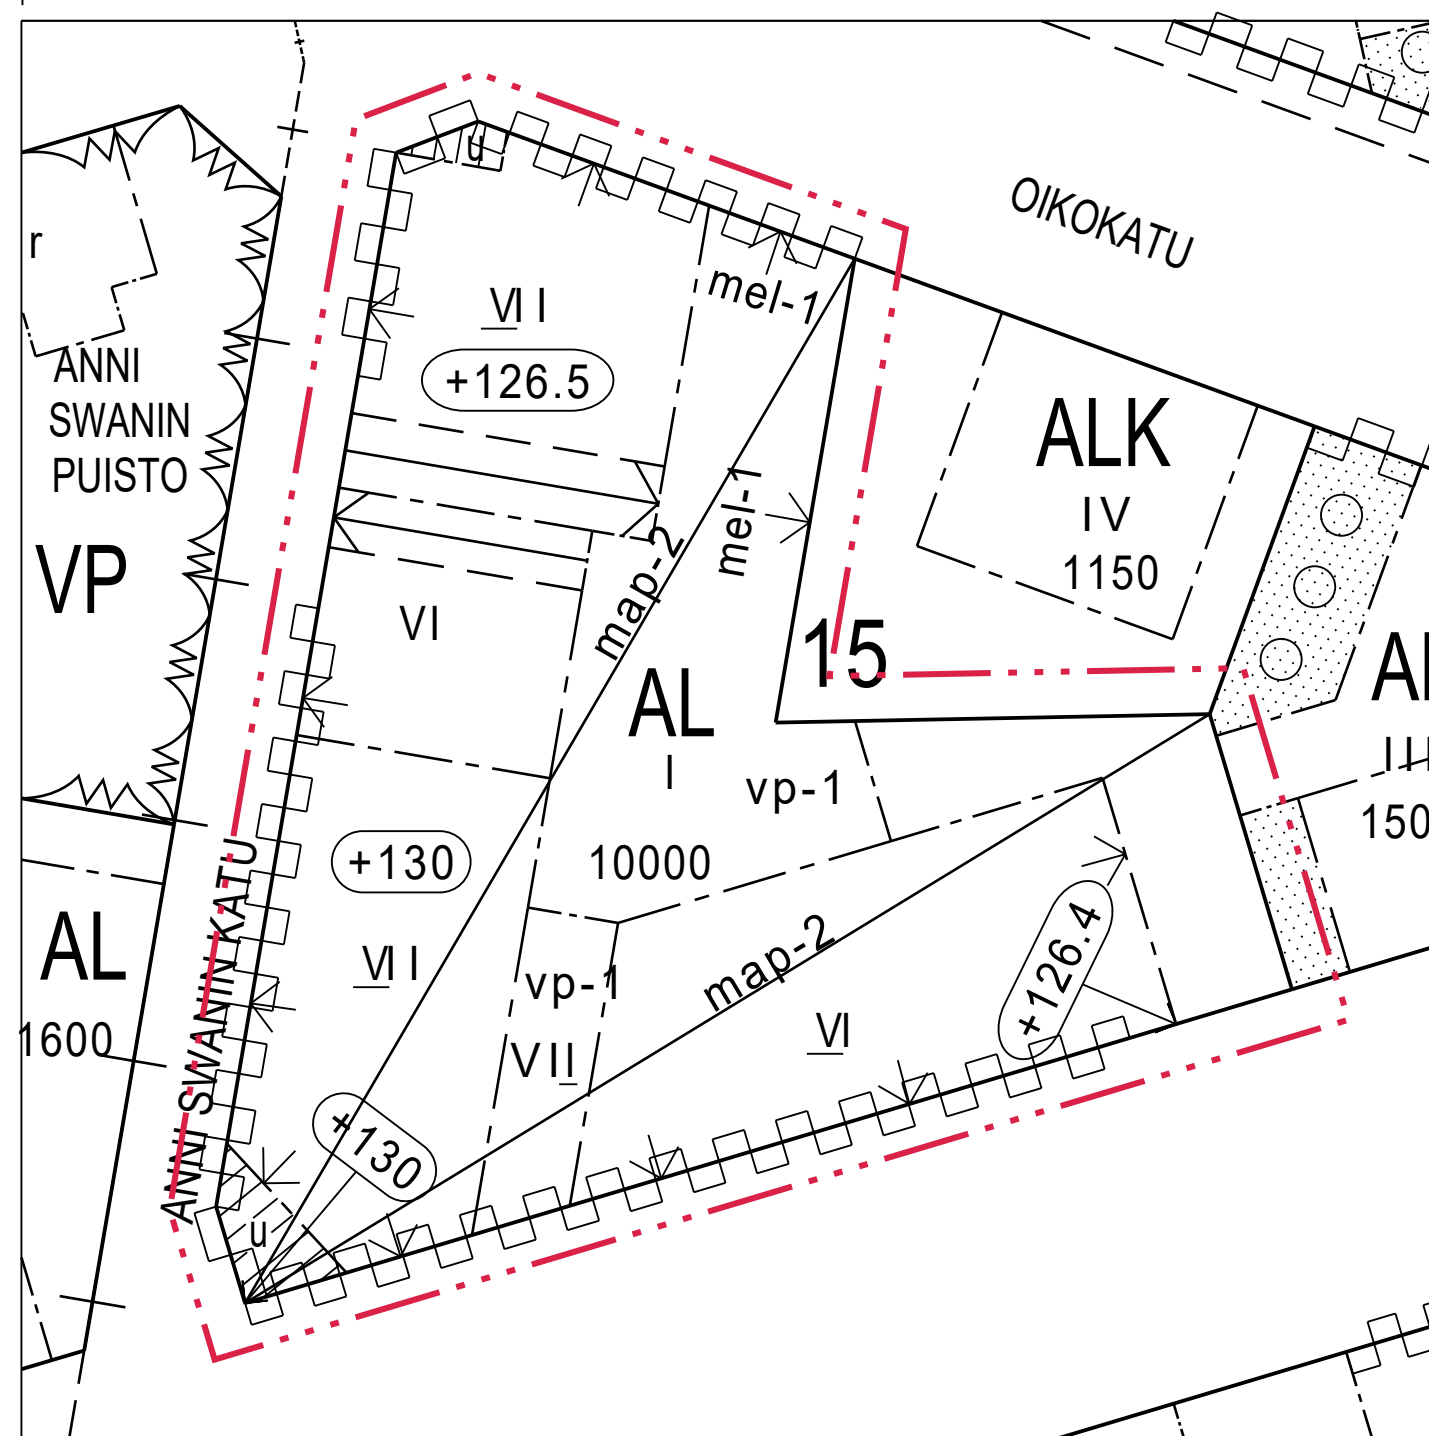 u
OIKOKATU
r
mel-1
VII
+126.5
ANNI
SWANIN
PUISTO
ALK
IV
1150
mel-1
VP
map-2
VI
15
AL
I
vp-1
10000
III
150
+130
ANNI SWANIN KATU
AL
1600
VII
vp-1
VII
map-2
+126.4
VI
+130
u